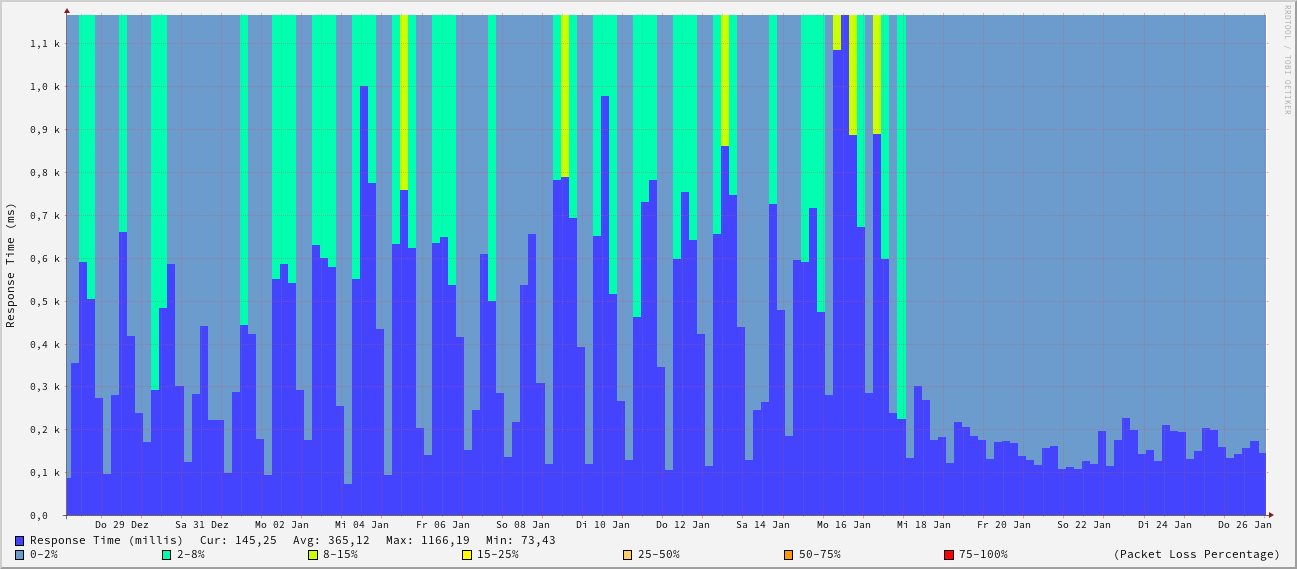 RRDTOOL / TOBI OETIKER
Response Time (ms)
1,1 k
1,0 k
0,9 k
0,8 k
0,7 k
0,6 k
0,5 k
0,4 k
0,3 k
0,2 k
0,1 k
0,0
Do 29 Dez Sa 31 Dez Mo 02 Jan Mi 04 Jan Fr 06 Jan So 08 Jan Di 10 Jan Do 12 Jan Sa 14 Jan Mo 16 Jan Mi 18 Jan Fr 20 Jan So 22 Jan Di 24 Jan Do 26 Jan
Response Time (millis) Cur: 145,25 Avg: 365,12 Max: 1166,19 Min: 73,43
0-2% 2-8% 8-15% 15-25% 25-50% 50-75% 75-100% (Packet Loss Percentage)